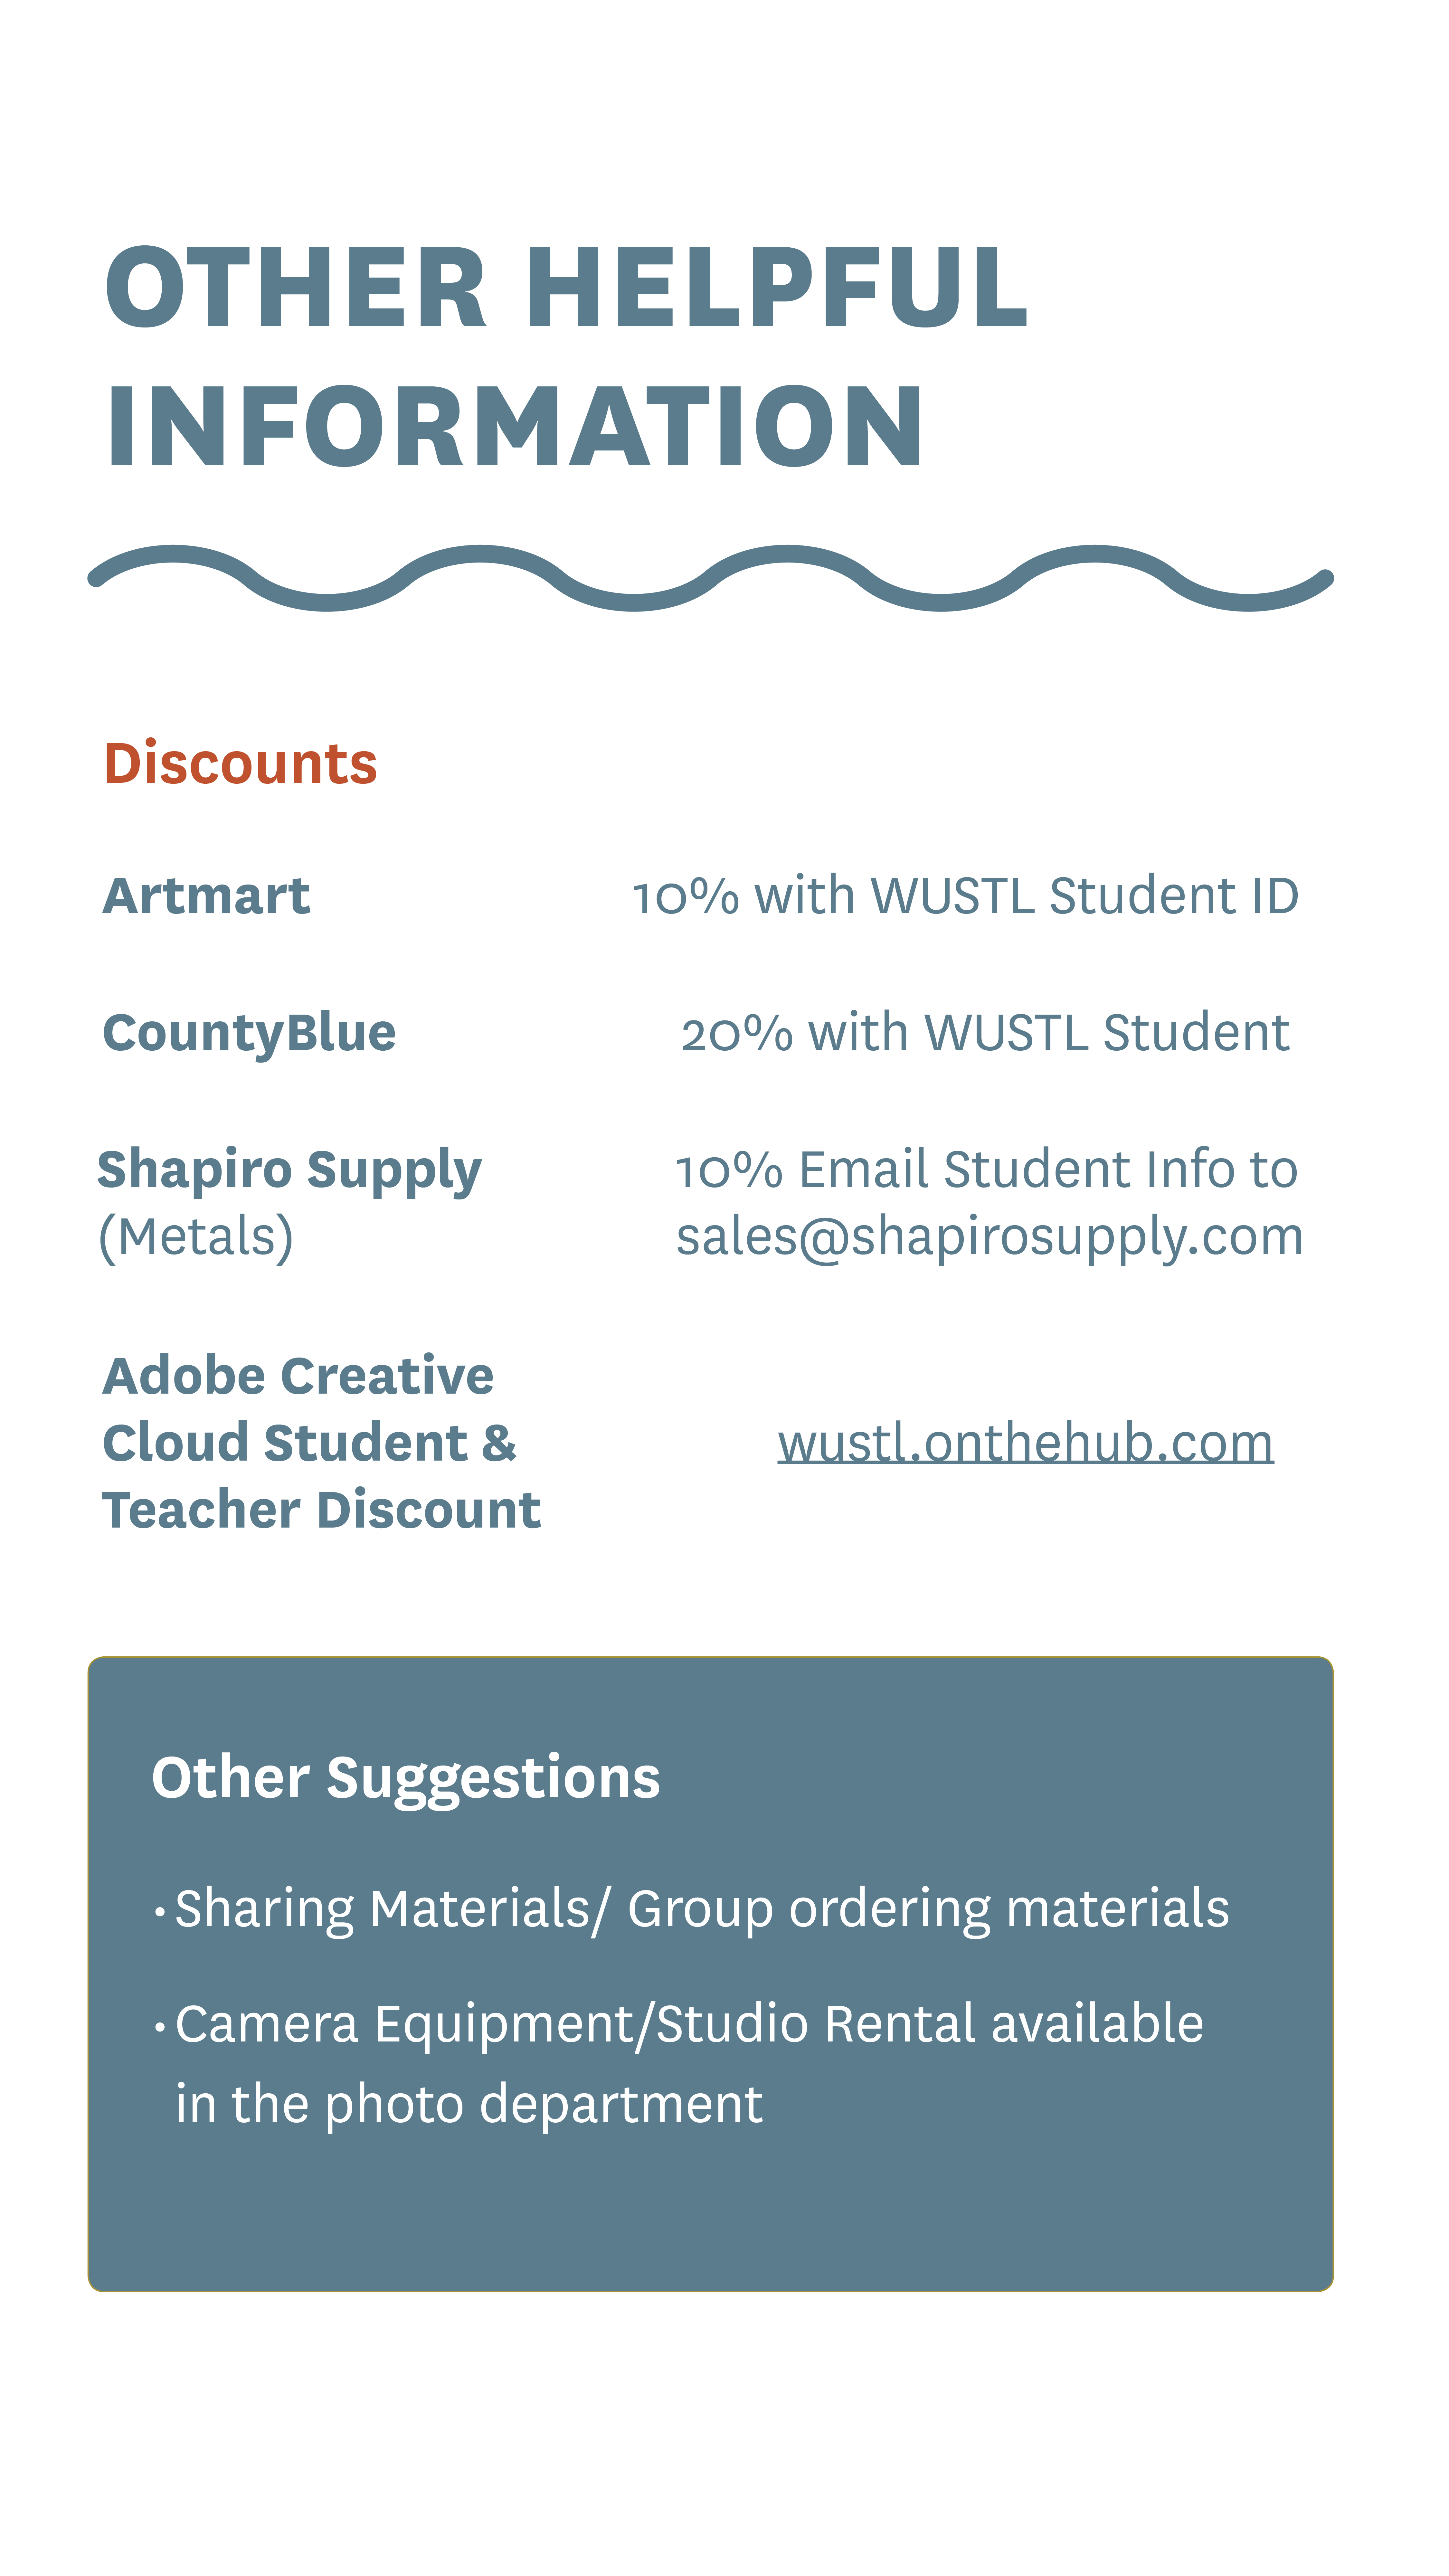 OTHER HELPFUL
INFORMATION
Discounts
Artmart 10% with WUSTL Student ID
CountyBlue 20% with WUSTL Student
Shapiro Supply 10% Email Student Info to
(Metals) sales@shapirosupply.com
Adobe Creative
Cloud Student & wustl.onthehub.com
Teacher Discount
Other Suggestions
• Sharing Materials/ Group ordering materials
• Camera Equipment/Studio Rental available
in the photo department